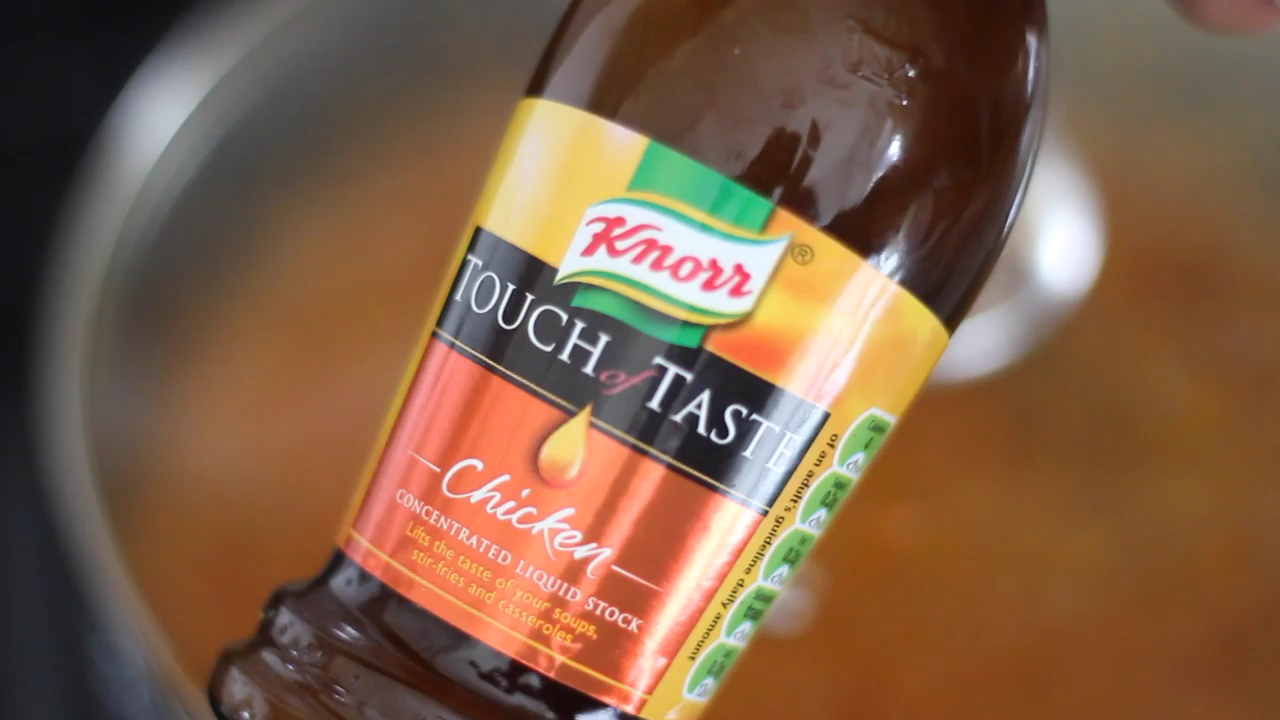 Knorr®
TOUCH of TASTE
Chicken
CONCENTRATED LIQUID STOCK
Lifts the taste of your soups,
stir-fries and casseroles.
of an adult's guideline daily amount